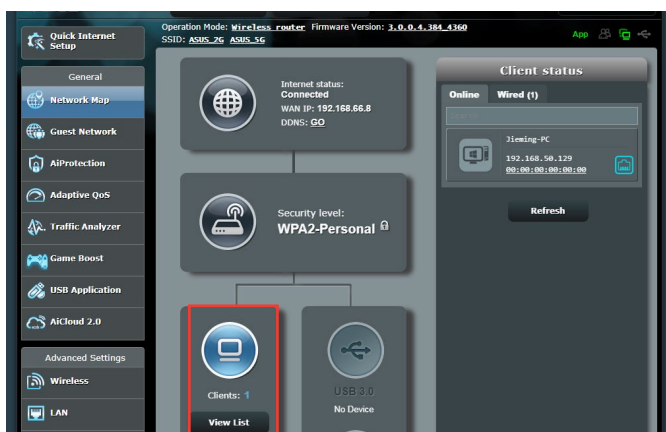 Operation Mode: Wireless router Firmware Version: 3.0.0.4.384_4360
SSID: ASUS_2G ASUS_5G
App
Quick Internet
Setup
General
Network Map
Guest Network
AiProtection
Adaptive QoS
Traffic Analyzer
Game Boost
USB Application
AiCloud 2.0
Advanced Settings
Wireless
LAN
Internet status:
Connected
WAN IP: 192.168.66.8
DDNS: GO
Security level:
WPA2-Personal
Clients: 1
View List
USB 3.0
No Device
Client status
Online Wired (1)
Jieming-PC
192.168.50.129
00:00:00:00:00:00
Refresh